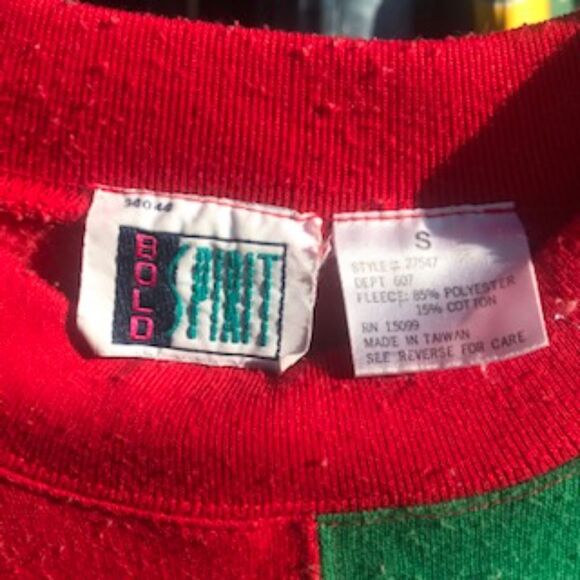 94044
BOLD
SPIRIT
S
STYLE # 27547
DEPT 607
FLEECE: 85% POLYESTER
15% COTTON
RN 15099
MADE IN TAIWAN
SEE REVERSE FOR CARE